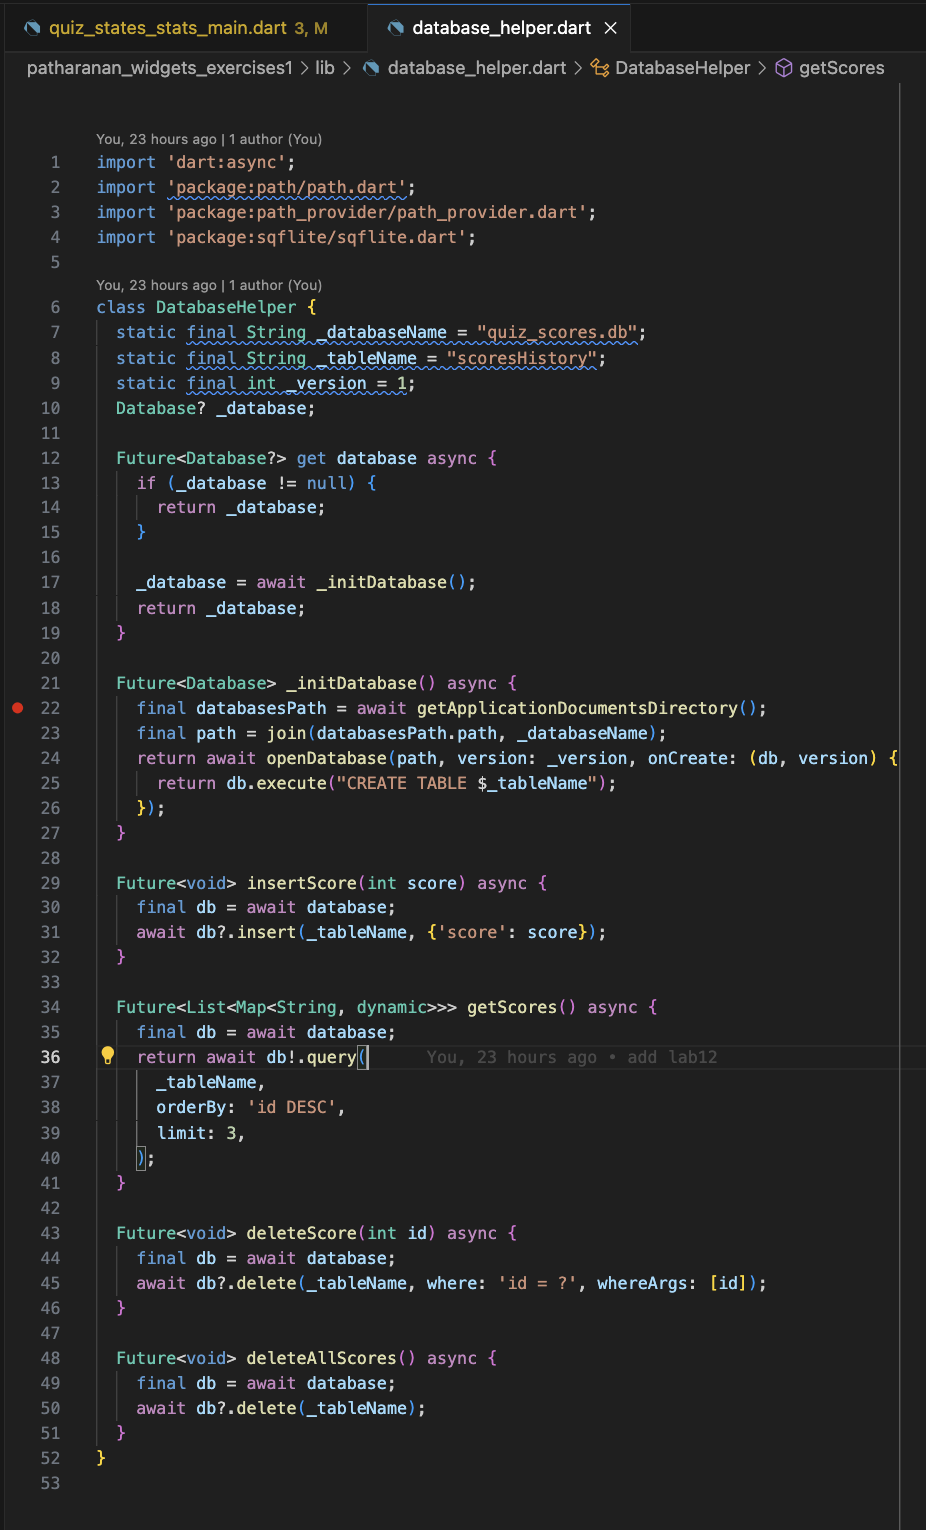 quiz_states_stats_main.dart 3, M
database_helper.dart
patharanan_widgets_exercises1 > lib > database_helper.dart > DatabaseHelper > getScores
You, 23 hours ago | 1 author (You)
1 import 'dart:async';
2 import 'package:path/path.dart';
3 import 'package:path_provider/path_provider.dart';
4 import 'package:sqflite/sqflite.dart';
5
You, 23 hours ago | 1 author (You)
6 class DatabaseHelper {
7   static final String _databaseName = "quiz_scores.db";
8   static final String _tableName = "scoresHistory";
9   static final int _version = 1;
10   Database? _database;
11
12   Future<Database?> get database async {
13     if (_database != null) {
14       return _database;
15     }
16
17     _database = await _initDatabase();
18     return _database;
19   }
20
21   Future<Database> _initDatabase() async {
22     final databasesPath = await getApplicationDocumentsDirectory();
23     final path = join(databasesPath.path, _databaseName);
24     return await openDatabase(path, version: _version, onCreate: (db, version) {
25       return db.execute("CREATE TABLE $_tableName");
26     });
27   }
28
29   Future<void> insertScore(int score) async {
30     final db = await database;
31     await db?.insert(_tableName, {'score': score});
32   }
33
34   Future<List<Map<String, dynamic>>> getScores() async {
35     final db = await database;
36     return await db!.query( You, 23 hours ago • add lab12
37       _tableName,
38       orderBy: 'id DESC',
39       limit: 3,
40     );
41   }
42
43   Future<void> deleteScore(int id) async {
44     final db = await database;
45     await db?.delete(_tableName, where: 'id = ?', whereArgs: [id]);
46   }
47
48   Future<void> deleteAllScores() async {
49     final db = await database;
50     await db?.delete(_tableName);
51   }
52 }
53